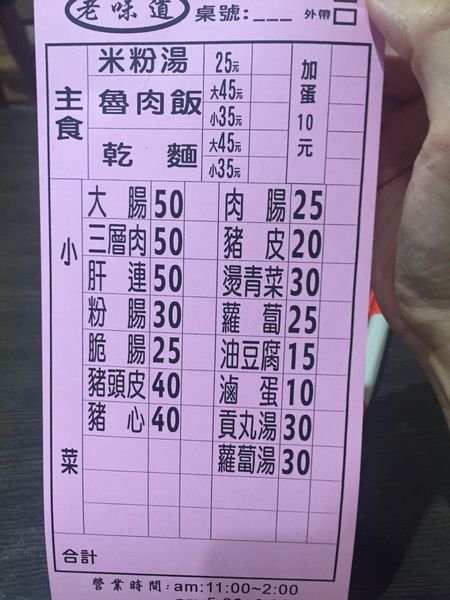 老味道 桌號:___ 外帶
主食
米粉湯 25元
魯肉飯 大45元 小35元
乾麵 大45元 小35元
加蛋10元
小菜
大腸 50 肉腸 25
三層肉 50 豬皮 20
肝連 50 燙青菜 30
粉腸 30 蘿蔔 25
脆腸 25 油豆腐 15
豬頭皮 40 滷蛋 10
豬心 40 貢丸湯 30
蘿蔔湯 30
合計
營業時間:am:11:00~2:00